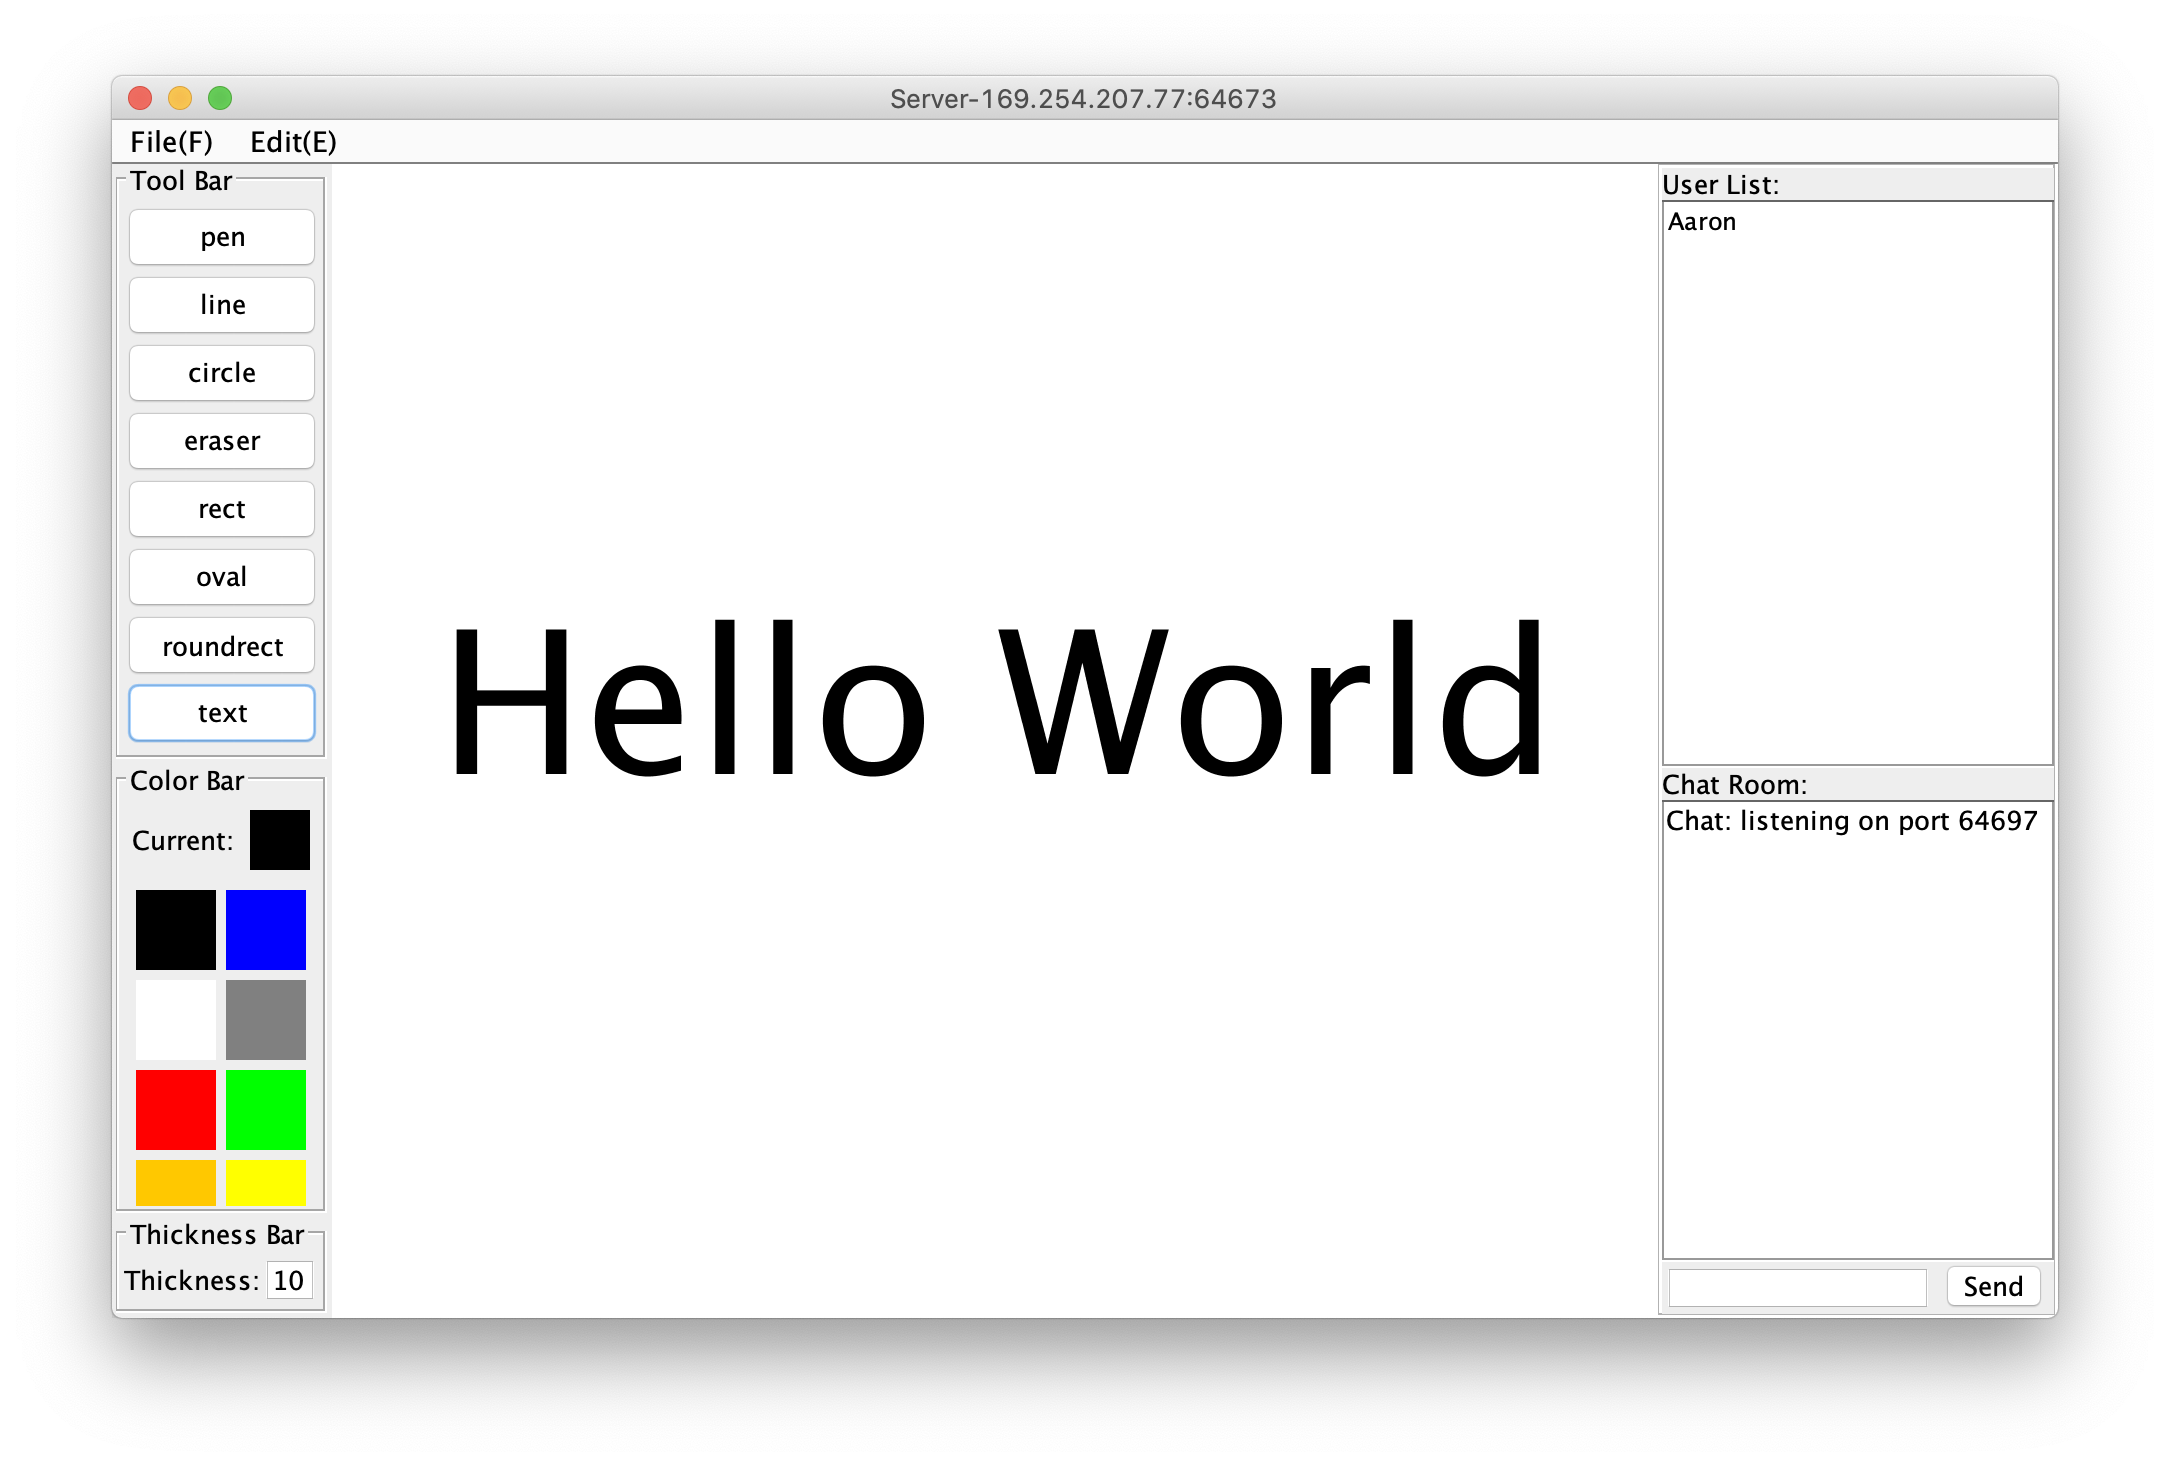 Server-169.254.207.77:64673
File(F) Edit(E)
Tool Bar
pen
line
circle
eraser
rect
oval
roundrect
text
Color Bar
Current:
Thickness Bar
Thickness: 10
Hello World
User List:
Aaron
Chat Room:
Chat: listening on port 64697
Send